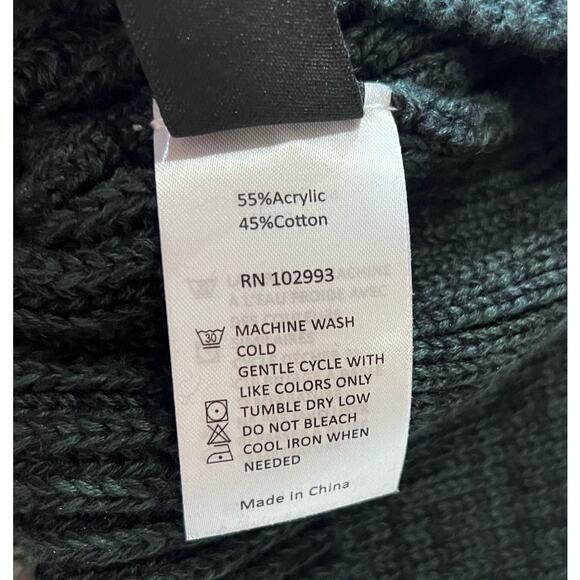 55%Acrylic
45%Cotton
RN 102993
30
MACHINE WASH
COLD
GENTLE CYCLE WITH
LIKE COLORS ONLY
TUMBLE DRY LOW
DO NOT BLEACH
COOL IRON WHEN
NEEDED
Made in China